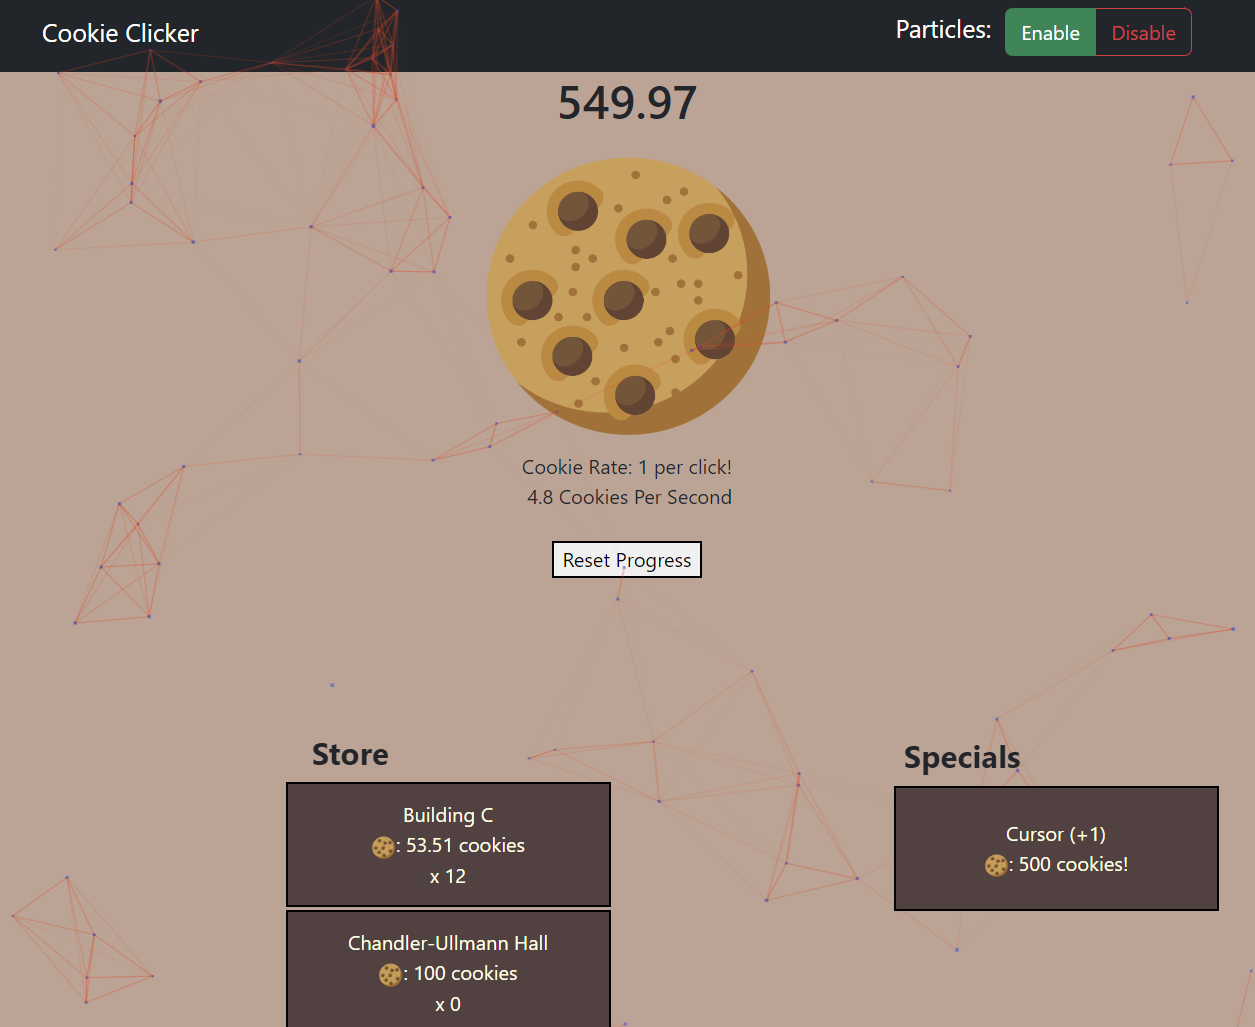 Cookie Clicker
Particles:
Enable
Disable
549.97
Cookie Rate: 1 per click!
4.8 Cookies Per Second
Reset Progress
Store
Building C
: 53.51 cookies
x 12
Chandler-Ullmann Hall
: 100 cookies
x 0
Specials
Cursor (+1)
: 500 cookies!